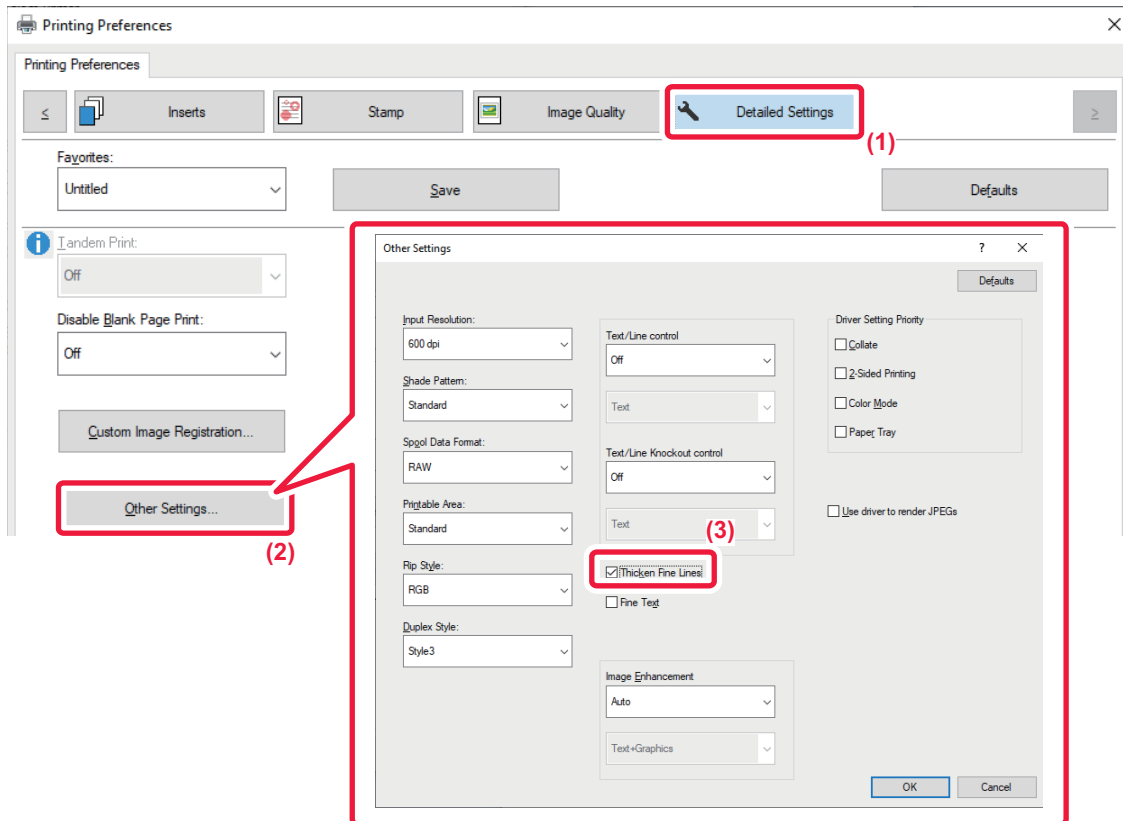 Printing Preferences
Printing Preferences
≤ Inserts Stamp Image Quality Detailed Settings ≥
(1)
Favorites:
Untitled Save Defaults
Tandem Print:
Off
Disable Blank Page Print:
Off
Custom Image Registration...
Other Settings...
(2)
Other Settings ?
Defaults
Input Resolution:
600 dpi
Shade Pattern:
Standard
Spool Data Format:
RAW
Printable Area:
Standard
Rip Style:
RGB
Duplex Style:
Style3
Text/Line control
Off
Text
Text/Line Knockout control
Off
Text
(3)
Thicken Fine Lines
Fine Text
Image Enhancement
Auto
Text+Graphics
Driver Setting Priority
Collate
2-Sided Printing
Color Mode
Paper Tray
Use driver to render JPEGs
OK Cancel